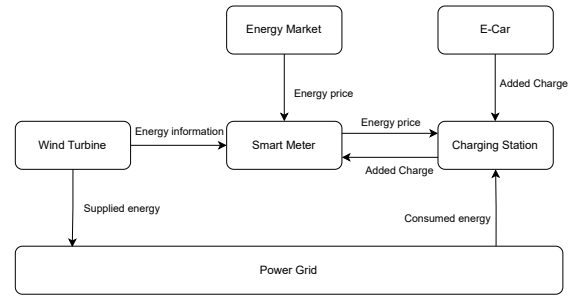 Energy Market
E-Car
Added Charge
Energy price
Energy information
Energy price
Wind Turbine
Smart Meter
Charging Station
Added Charge
Supplied energy
Consumed energy
Power Grid